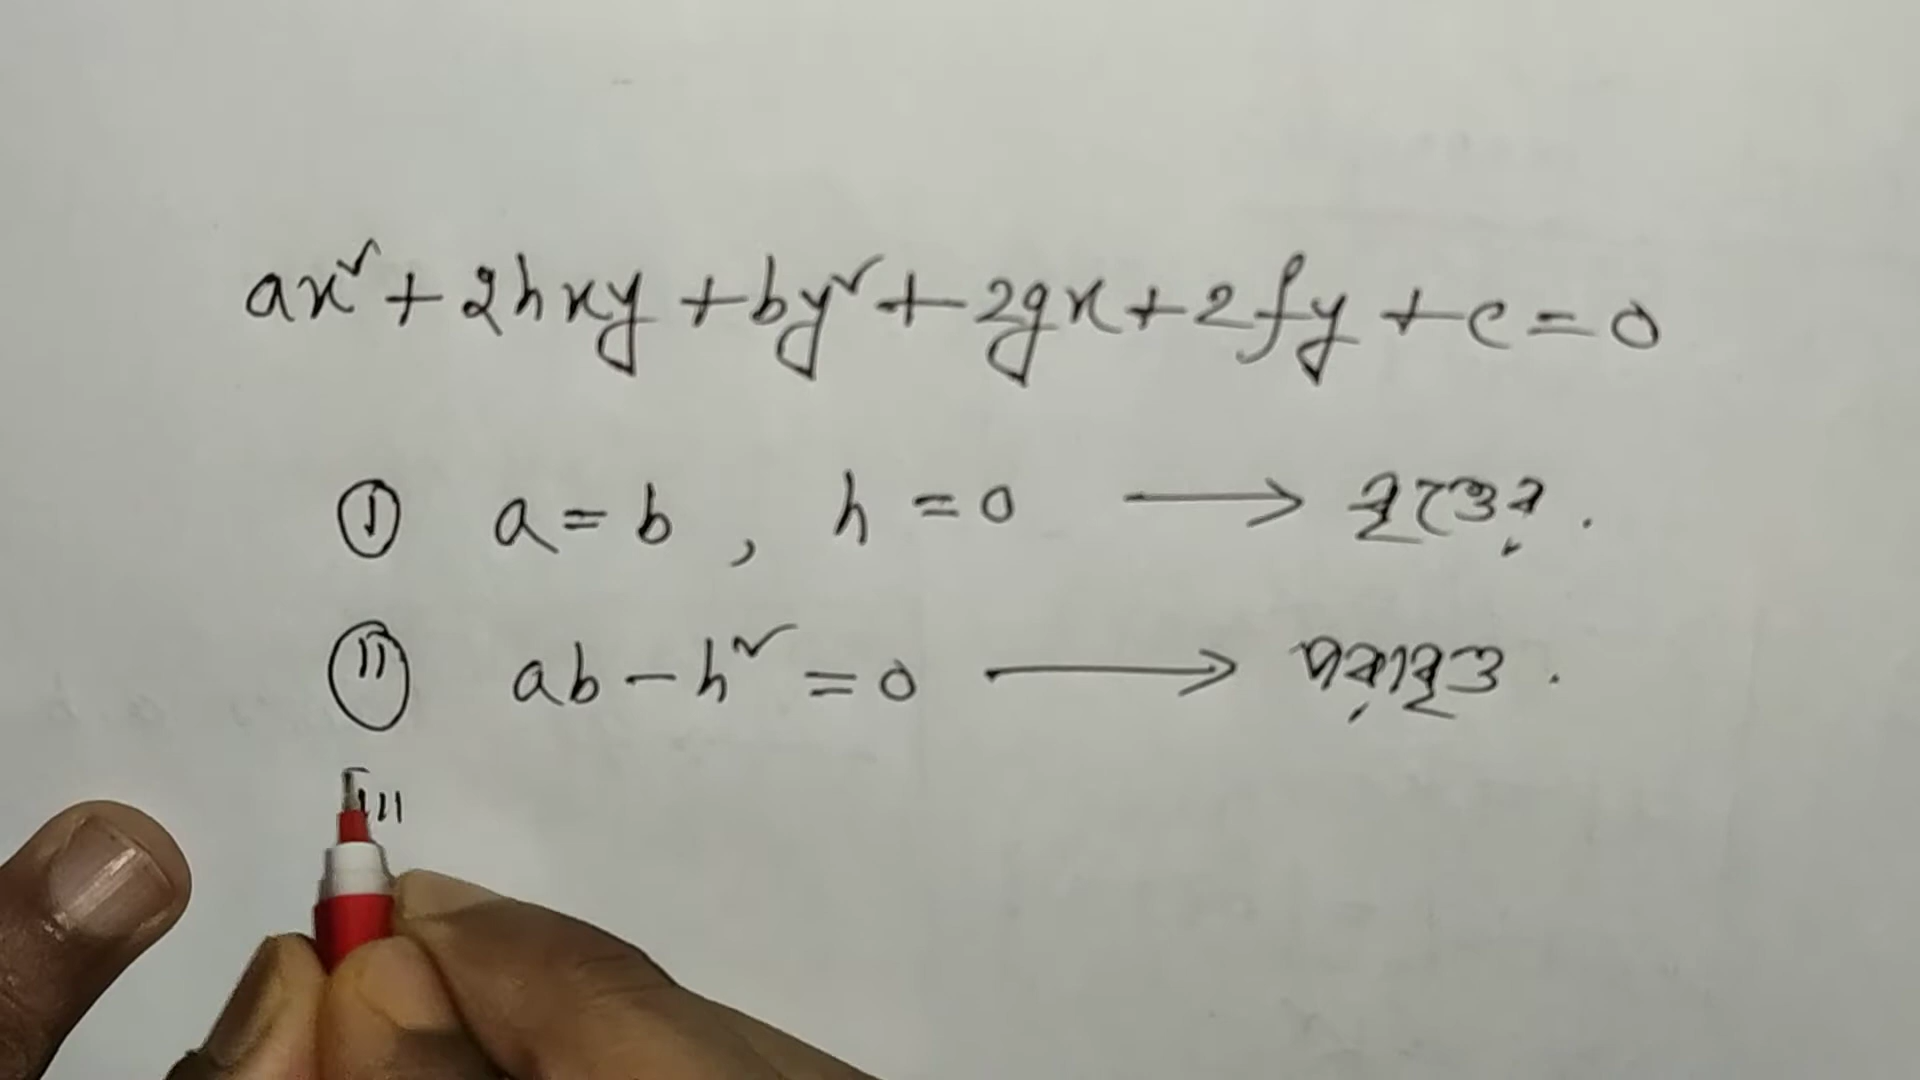 ax² + 2hxy + by² + 2gx + 2fy + c = 0
(i) a = b , h = 0 → বৃত্তের .
(ii) ab - h² = 0 → পরাবৃত্ত .
iii